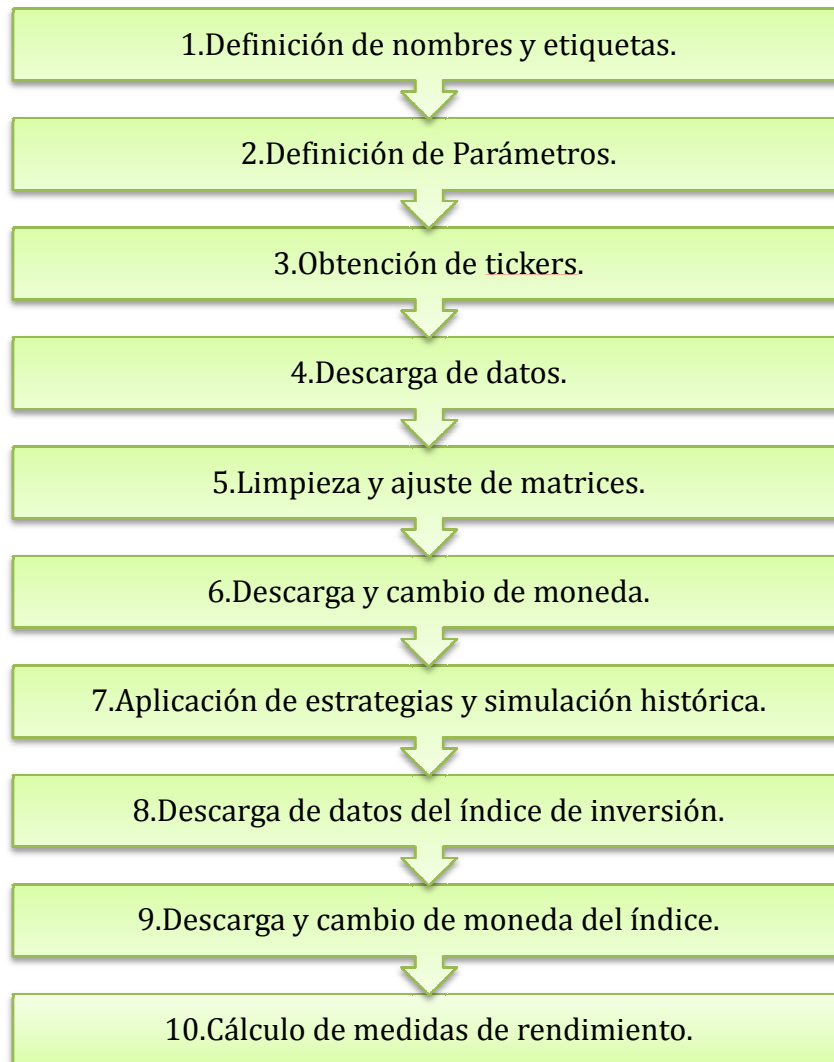 1.Definición de nombres y etiquetas.
2.Definición de Parámetros.
3.Obtención de tickers.
4.Descarga de datos.
5.Limpieza y ajuste de matrices.
6.Descarga y cambio de moneda.
7.Aplicación de estrategias y simulación histórica.
8.Descarga de datos del índice de inversión.
9.Descarga y cambio de moneda del índice.
10.Cálculo de medidas de rendimiento.